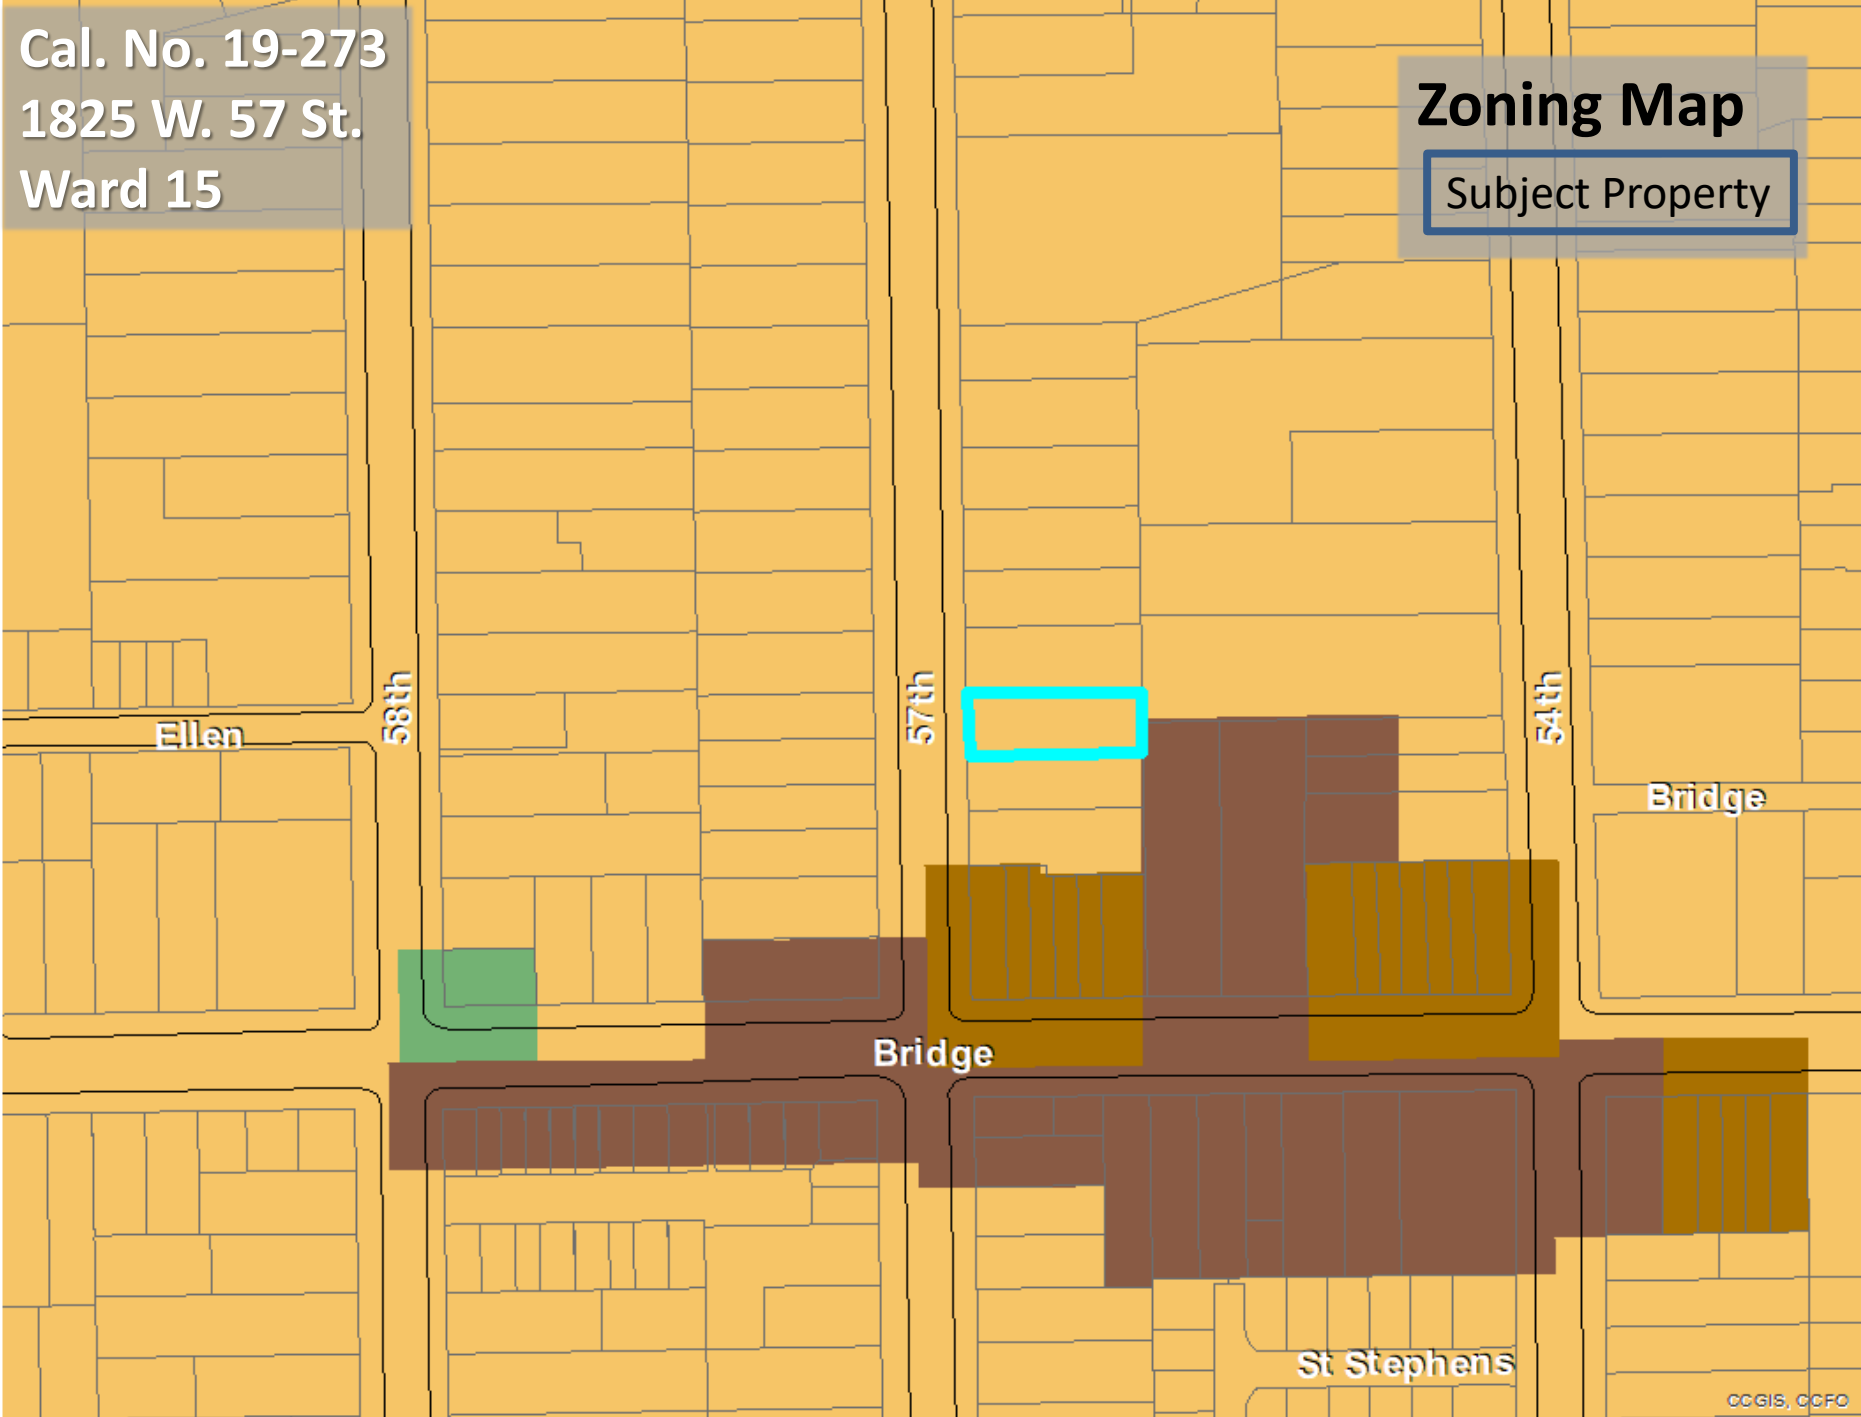 Cal. No. 19-273
1825 W. 57 St.
Ward 15
Zoning Map
Subject Property
58th
57th
54th
Ellen
Bridge
Bridge
St Stephens
CCGIS, CCFO